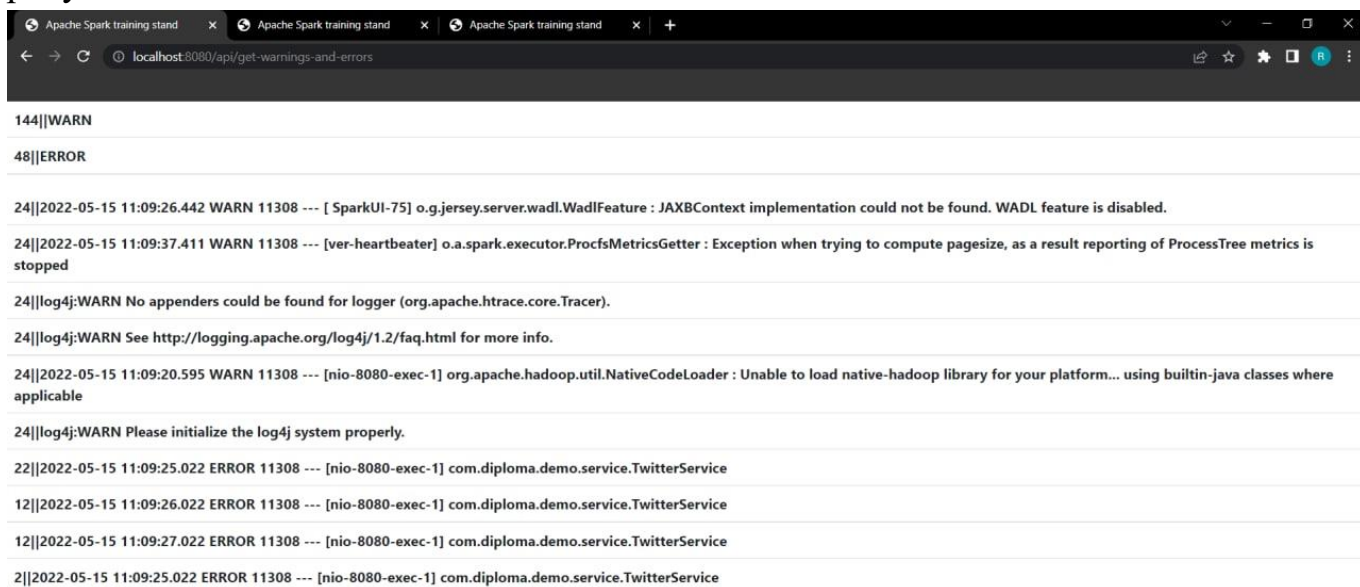 Apache Spark training stand
Apache Spark training stand
Apache Spark training stand
localhost:8080/api/get-warnings-and-errors
R
144||WARN
48||ERROR
24||2022-05-15 11:09:26.442 WARN 11308 --- [ SparkUI-75] o.g.jersey.server.wadl.WadlFeature : JAXBContext implementation could not be found. WADL feature is disabled.
24||2022-05-15 11:09:37.411 WARN 11308 --- [ver-heartbeater] o.a.spark.executor.ProcfsMetricsGetter : Exception when trying to compute pagesize, as a result reporting of ProcessTree metrics is
stopped
24||log4j:WARN No appenders could be found for logger (org.apache.htrace.core.Tracer).
24||log4j:WARN See http://logging.apache.org/log4j/1.2/faq.html for more info.
24||2022-05-15 11:09:20.595 WARN 11308 --- [nio-8080-exec-1] org.apache.hadoop.util.NativeCodeLoader : Unable to load native-hadoop library for your platform... using builtin-java classes where
applicable
24||log4j:WARN Please initialize the log4j system properly.
22||2022-05-15 11:09:25.022 ERROR 11308 --- [nio-8080-exec-1] com.diploma.demo.service.TwitterService
12||2022-05-15 11:09:26.022 ERROR 11308 --- [nio-8080-exec-1] com.diploma.demo.service.TwitterService
12||2022-05-15 11:09:27.022 ERROR 11308 --- [nio-8080-exec-1] com.diploma.demo.service.TwitterService
2||2022-05-15 11:09:25.022 ERROR 11308 --- [nio-8080-exec-1] com.diploma.demo.service.TwitterService